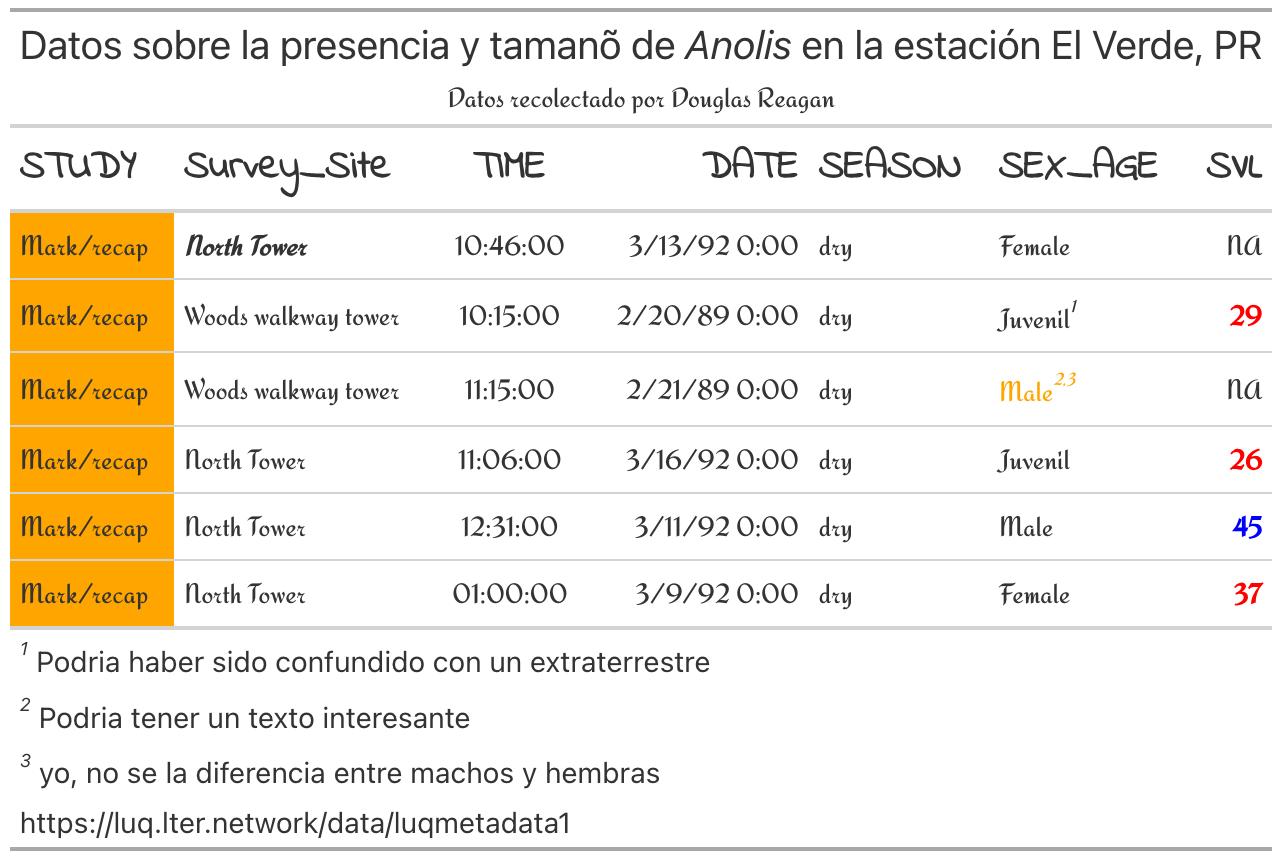 Datos sobre la presencia y tamanõ de Anolis en la estación El Verde, PR
Datos recolectado por Douglas Reagan
STUDY Survey_Site TIME DATE SEASON SEX_AGE SVL
Mark/recap North Tower 10:46:00 3/13/92 0:00 dry Female NA
Mark/recap Woods walkway tower 10:15:00 2/20/89 0:00 dry Juvenil1 29
Mark/recap Woods walkway tower 11:15:00 2/21/89 0:00 dry Male2,3 NA
Mark/recap North Tower 11:06:00 3/16/92 0:00 dry Juvenil 26
Mark/recap North Tower 12:31:00 3/11/92 0:00 dry Male 45
Mark/recap North Tower 01:00:00 3/9/92 0:00 dry Female 37
1 Podria haber sido confundido con un extraterrestre
2 Podria tener un texto interesante
3 yo, no se la diferencia entre machos y hembras
https://luq.lter.network/data/luqmetadata1